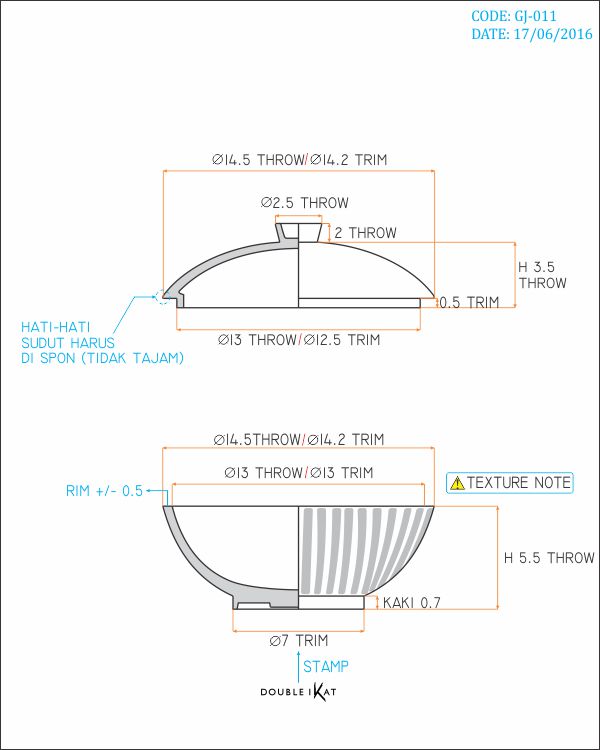 CODE: GJ-011
DATE: 17/06/2016
Ø14.5 THROW/Ø14.2 TRIM
Ø2.5 THROW
2 THROW
H 3.5
THROW
0.5 TRIM
HATI-HATI
SUDUT HARUS
DI SPON (TIDAK TAJAM)
Ø13 THROW/Ø12.5 TRIM
Ø14.5THROW/Ø14.2 TRIM
Ø13 THROW/Ø13 TRIM
RIM +/- 0.5
TEXTURE NOTE
H 5.5 THROW
KAKI 0.7
Ø7 TRIM
STAMP
DOUBLE IKAT